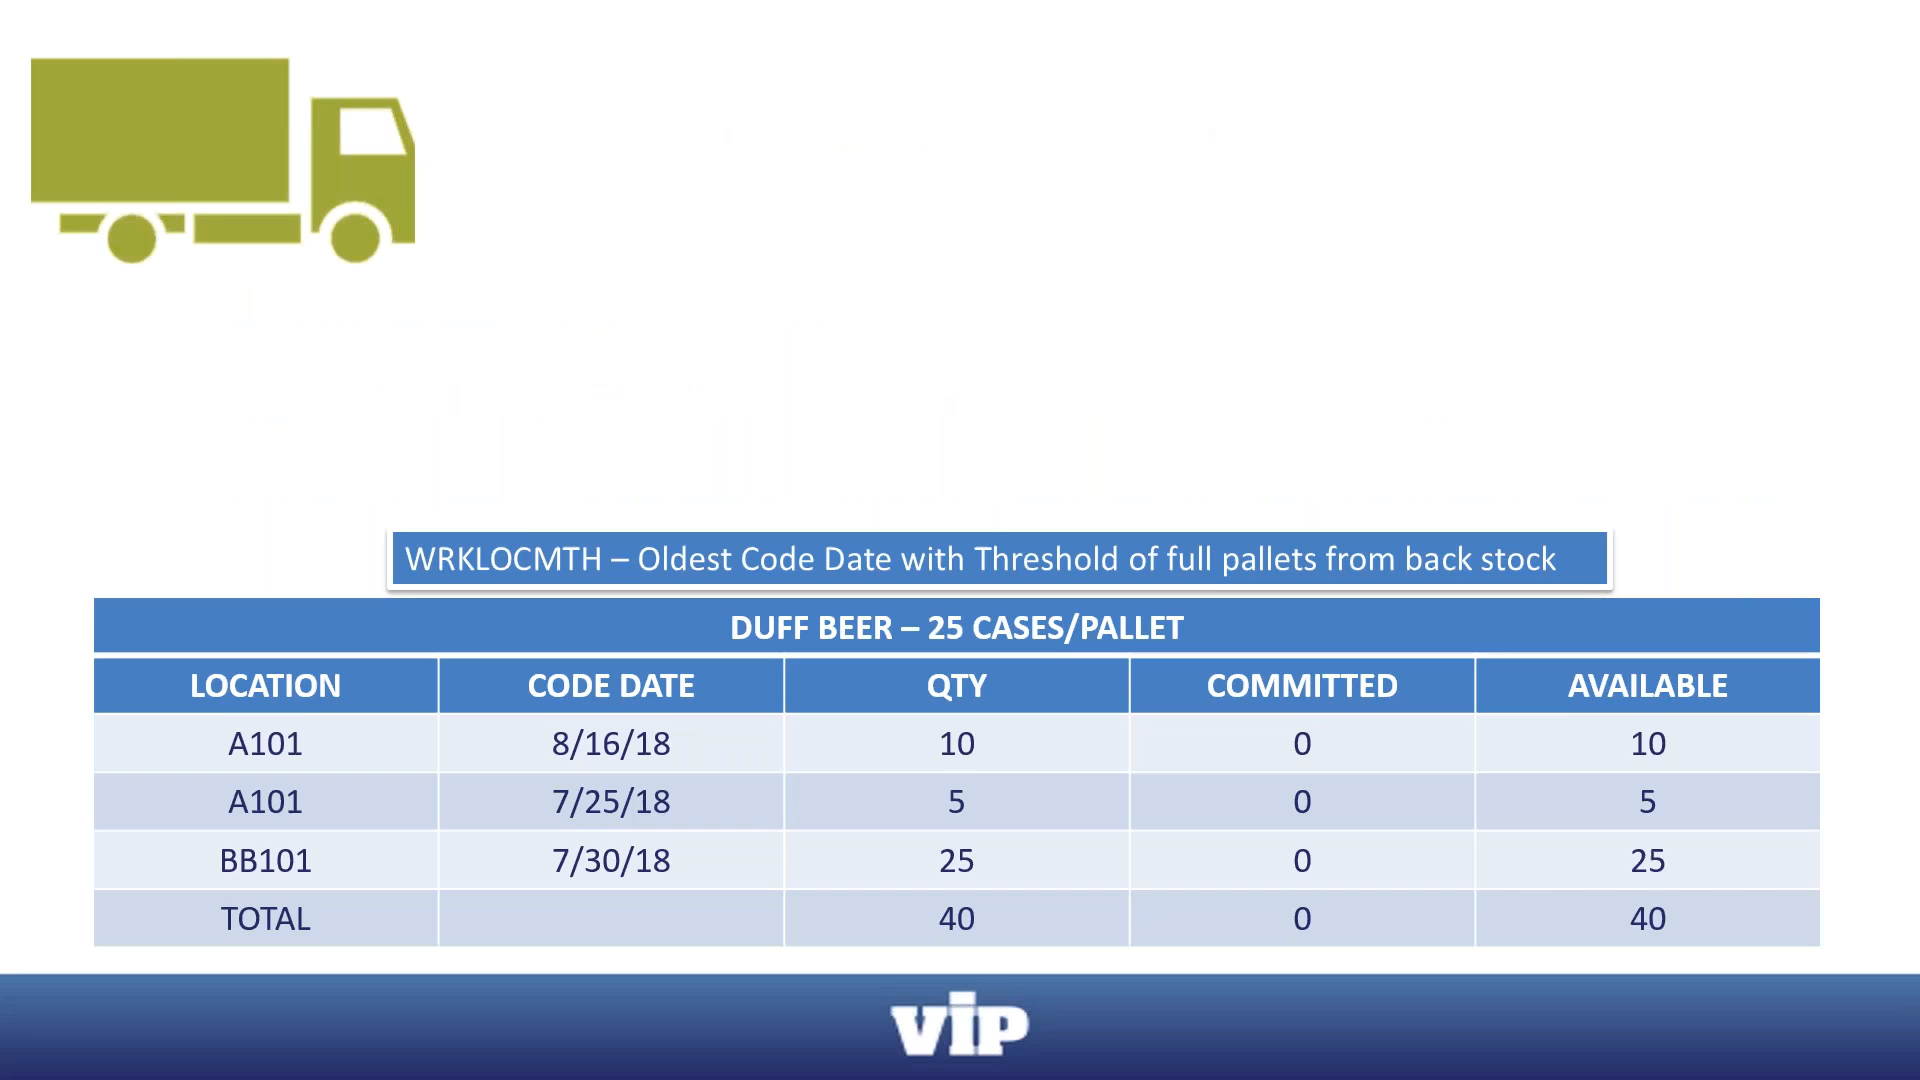 WRKLOCMTH – Oldest Code Date with Threshold of full pallets from back stock
DUFF BEER – 25 CASES/PALLET
LOCATION CODE DATE QTY COMMITTED AVAILABLE
A101 8/16/18 10 0 10
A101 7/25/18 5 0 5
BB101 7/30/18 25 0 25
TOTAL 40 0 40
vip